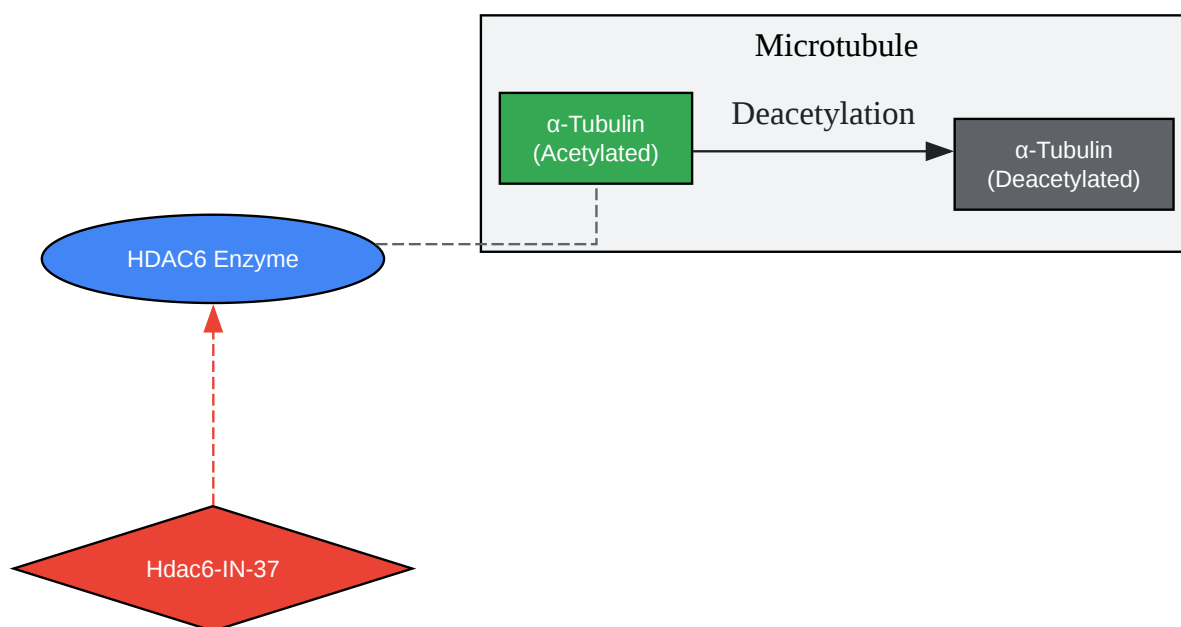 Microtubule
α-Tubulin
(Acetylated)
Deacetylation
α-Tubulin
(Deacetylated)
HDAC6 Enzyme
Hdac6-IN-37